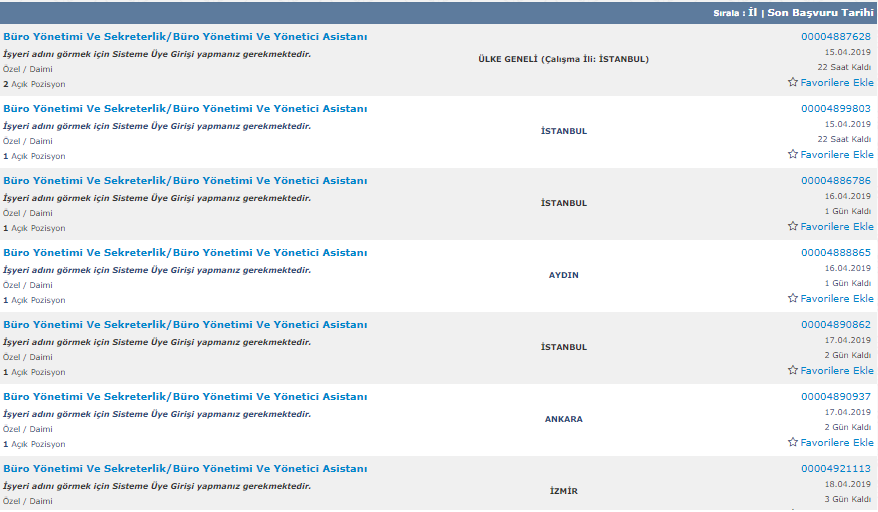 Sırala : İl | Son Başvuru Tarihi
Büro Yönetimi Ve Sekreterlik/Büro Yönetimi Ve Yönetici Asistanı
00004887628
İşyeri adını görmek için Sisteme Üye Girişi yapmanız gerekmektedir.
15.04.2019
ÜLKE GENELİ (Çalışma İli: İSTANBUL)
Özel / Daimi
22 Saat Kaldı
2 Açık Pozisyon
Favorilere Ekle
Büro Yönetimi Ve Sekreterlik/Büro Yönetimi Ve Yönetici Asistanı
00004899803
İşyeri adını görmek için Sisteme Üye Girişi yapmanız gerekmektedir.
15.04.2019
İSTANBUL
Özel / Daimi
22 Saat Kaldı
1 Açık Pozisyon
Favorilere Ekle
Büro Yönetimi Ve Sekreterlik/Büro Yönetimi Ve Yönetici Asistanı
00004886786
İşyeri adını görmek için Sisteme Üye Girişi yapmanız gerekmektedir.
16.04.2019
İSTANBUL
Özel / Daimi
1 Gün Kaldı
1 Açık Pozisyon
Favorilere Ekle
Büro Yönetimi Ve Sekreterlik/Büro Yönetimi Ve Yönetici Asistanı
00004888865
İşyeri adını görmek için Sisteme Üye Girişi yapmanız gerekmektedir.
16.04.2019
AYDIN
Özel / Daimi
1 Gün Kaldı
1 Açık Pozisyon
Favorilere Ekle
Büro Yönetimi Ve Sekreterlik/Büro Yönetimi Ve Yönetici Asistanı
00004890862
İşyeri adını görmek için Sisteme Üye Girişi yapmanız gerekmektedir.
17.04.2019
İSTANBUL
Özel / Daimi
2 Gün Kaldı
1 Açık Pozisyon
Favorilere Ekle
Büro Yönetimi Ve Sekreterlik/Büro Yönetimi Ve Yönetici Asistanı
00004890937
İşyeri adını görmek için Sisteme Üye Girişi yapmanız gerekmektedir.
17.04.2019
ANKARA
Özel / Daimi
2 Gün Kaldı
1 Açık Pozisyon
Favorilere Ekle
Büro Yönetimi Ve Sekreterlik/Büro Yönetimi Ve Yönetici Asistanı
00004921113
İşyeri adını görmek için Sisteme Üye Girişi yapmanız gerekmektedir.
18.04.2019
İZMİR
Özel / Daimi
3 Gün Kaldı